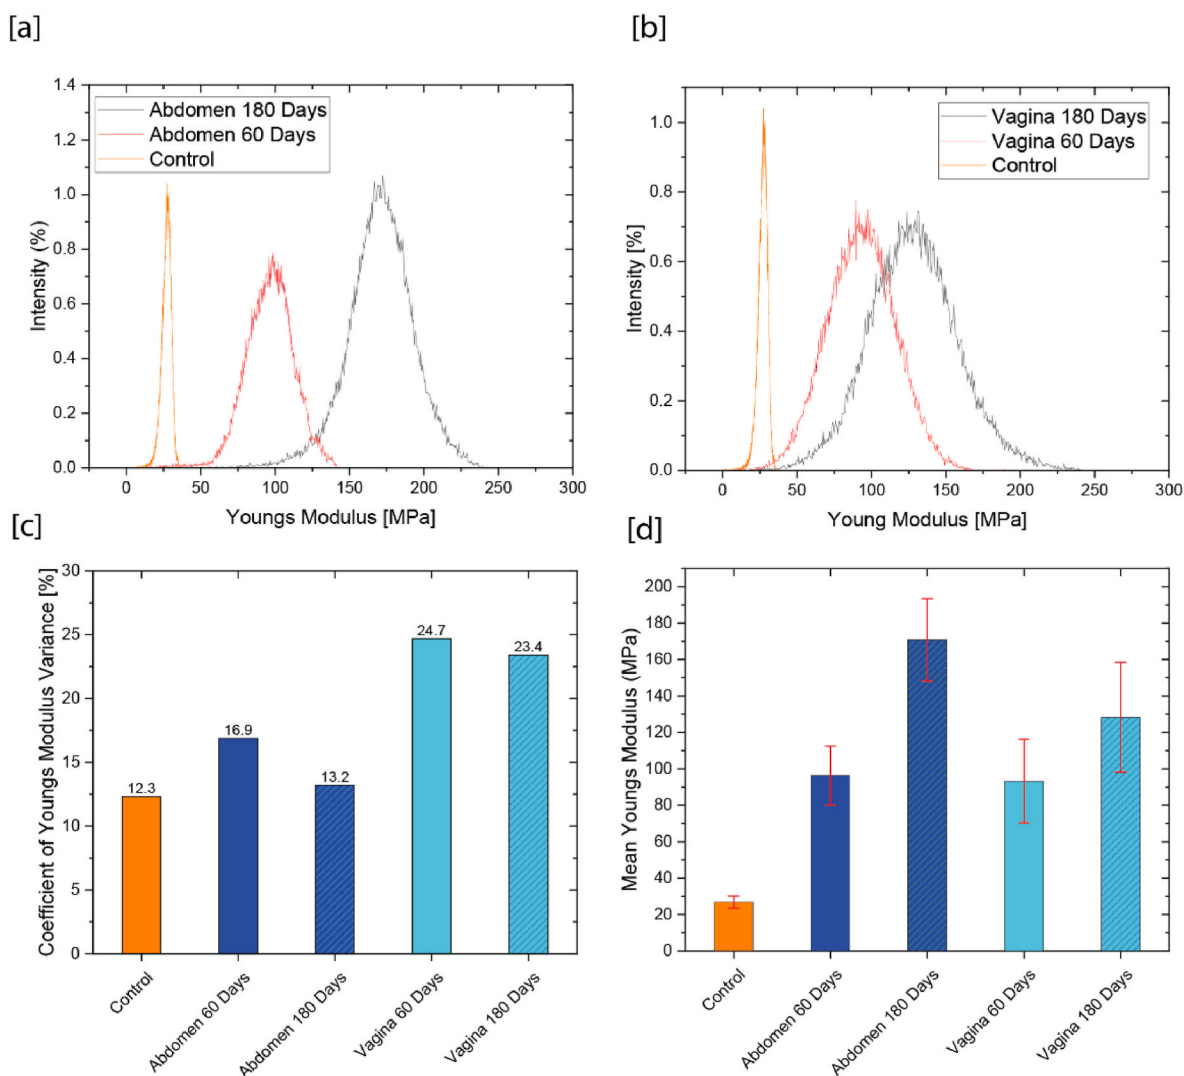 [a]
1.4
1.2
1.0
0.8
0.6
0.4
0.2
0.0
Intensity (%)
Abdomen 180 Days
Abdomen 60 Days
Control
0 50 100 150 200 250 300
Youngs Modulus [MPa]
[b]
1.0
0.8
0.6
0.4
0.2
0.0
Intensity [%]
Vagina 180 Days
Vagina 60 Days
Control
0 50 100 150 200 250 300
Young Modulus [MPa]
[c]
30
25
20
15
10
5
0
Coefficient of Youngs Modulus Variance [%]
12.3
16.9
13.2
24.7
23.4
Control
Abdomen 60 Days
Abdomen 180 Days
Vagina 60 Days
Vagina 180 Days
[d]
200
180
160
140
120
100
80
60
40
20
0
Mean Youngs Modulus (MPa)
Control
Abdomen 60 Days
Abdomen 180 Days
Vagina 60 Days
Vagina 180 Days